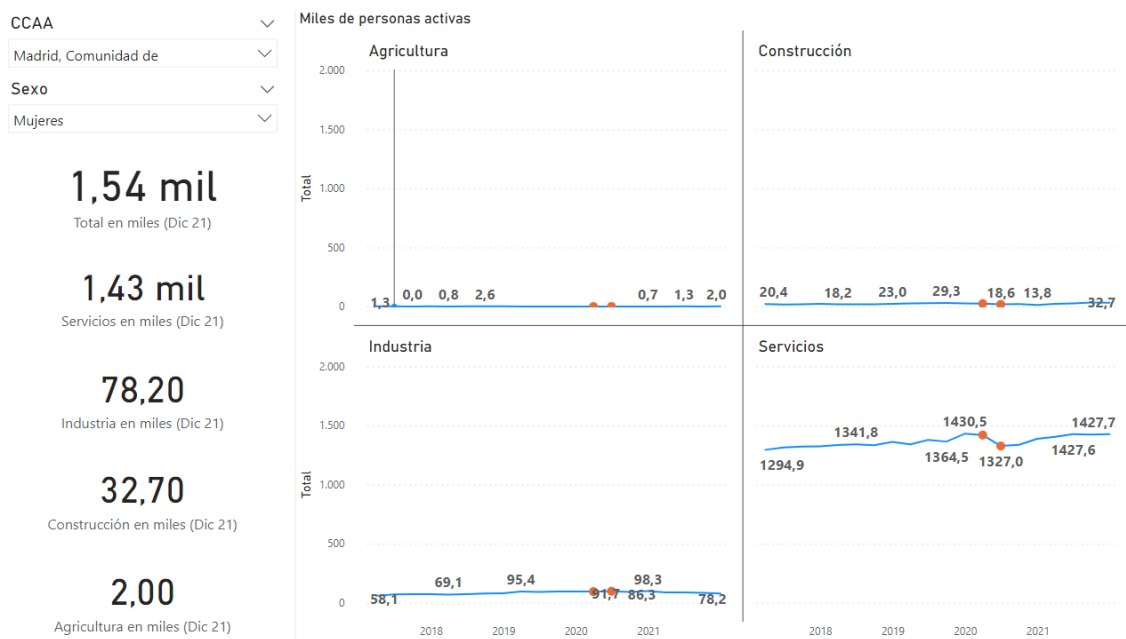 CCAA
Madrid, Comunidad de
Sexo
Mujeres
1,54 mil
Total en miles (Dic 21)
1,43 mil
Servicios en miles (Dic 21)
78,20
Industria en miles (Dic 21)
32,70
Construcción en miles (Dic 21)
2,00
Agricultura en miles (Dic 21)
Miles de personas activas
Agricultura
2.000
1.500
1.000
500
0
Total
1,3 0,0 0,8 2,6 0,7 1,3 2,0
Construcción
20,4 18,2 23,0 29,3 18,6 13,8 32,7
Industria
2.000
1.500
1.000
500
0
Total
58,1 69,1 95,4 91,7 86,3 98,3 78,2
2018 2019 2020 2021
Servicios
1294,9 1341,8 1364,5 1430,5 1327,0 1427,6 1427,7
2018 2019 2020 2021